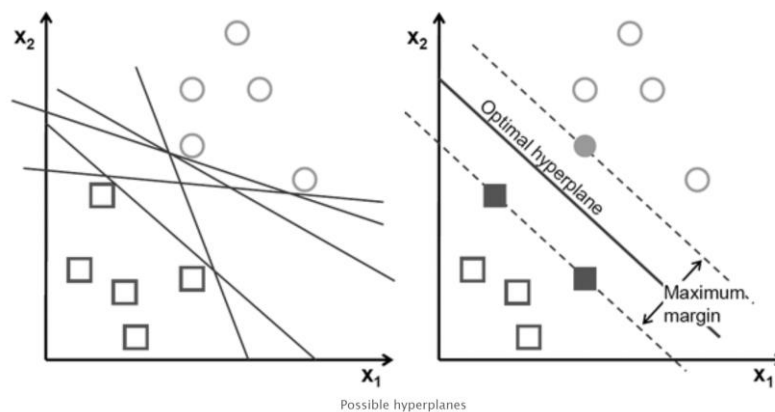 x2
x1
x2
Optimal hyperplane
Maximum
margin
x1
Possible hyperplanes